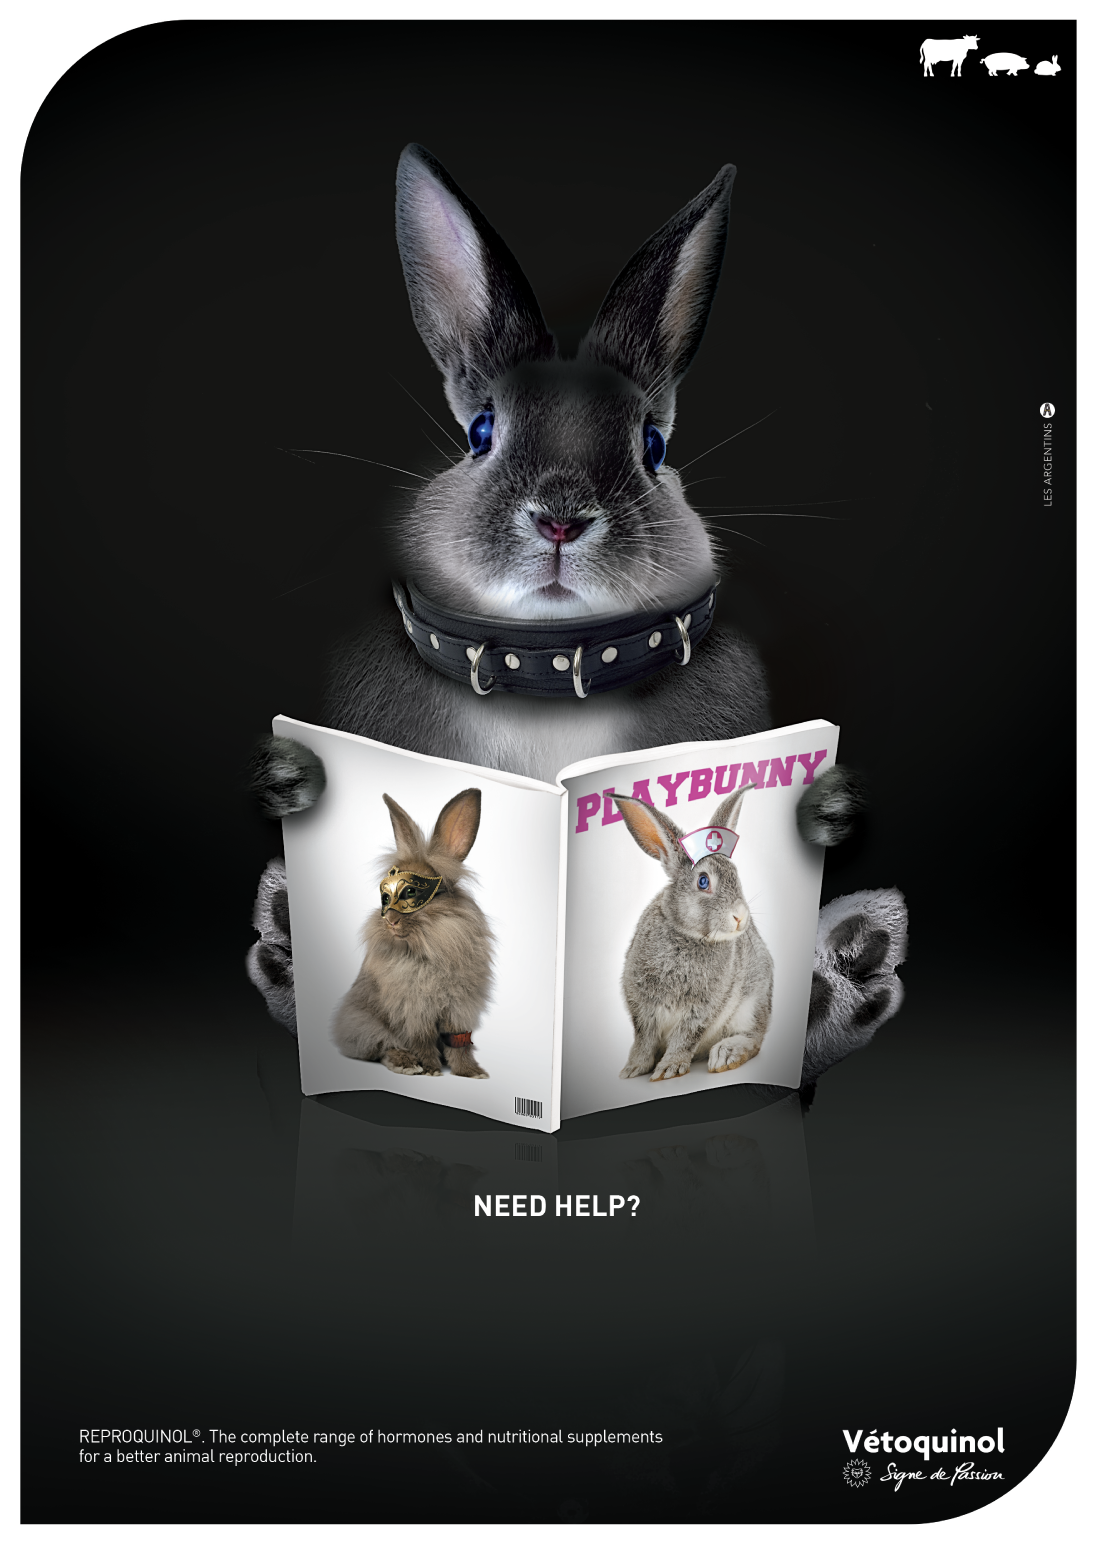 LES ARGENTINS
PLAYBUNNY
NEED HELP?
REPROQUINOL®. The complete range of hormones and nutritional supplements
for a better animal reproduction.
Vétoquinol
Signe de Passion